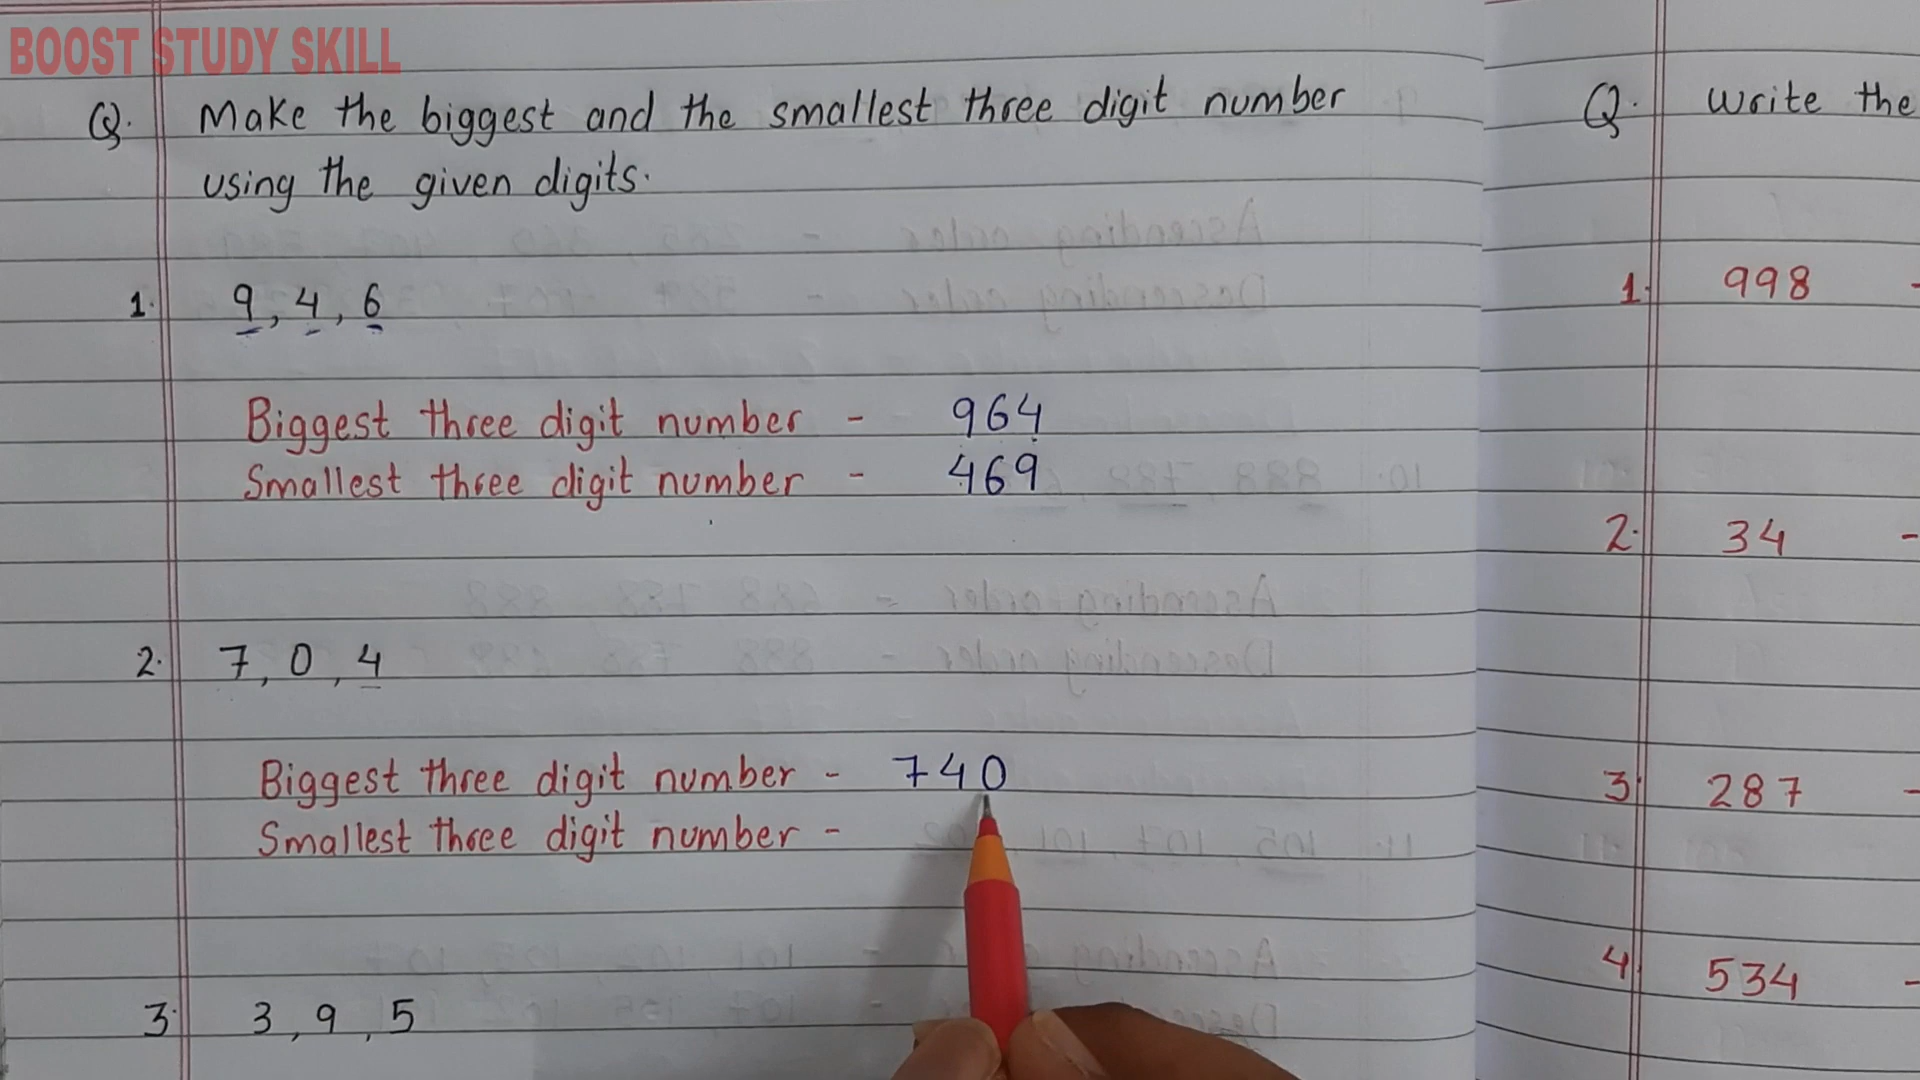 BOOST STUDY SKILL
Q. Make the biggest and the smallest three digit number
using the given digits.
1. 9, 4, 6
Biggest three digit number - 964
Smallest three digit number - 469
2. 7, 0, 4
Biggest three digit number - 740
Smallest three digit number -
3. 3, 9, 5
Q. Write the
1. 998 -
2. 34 -
3. 287 -
4. 534 -